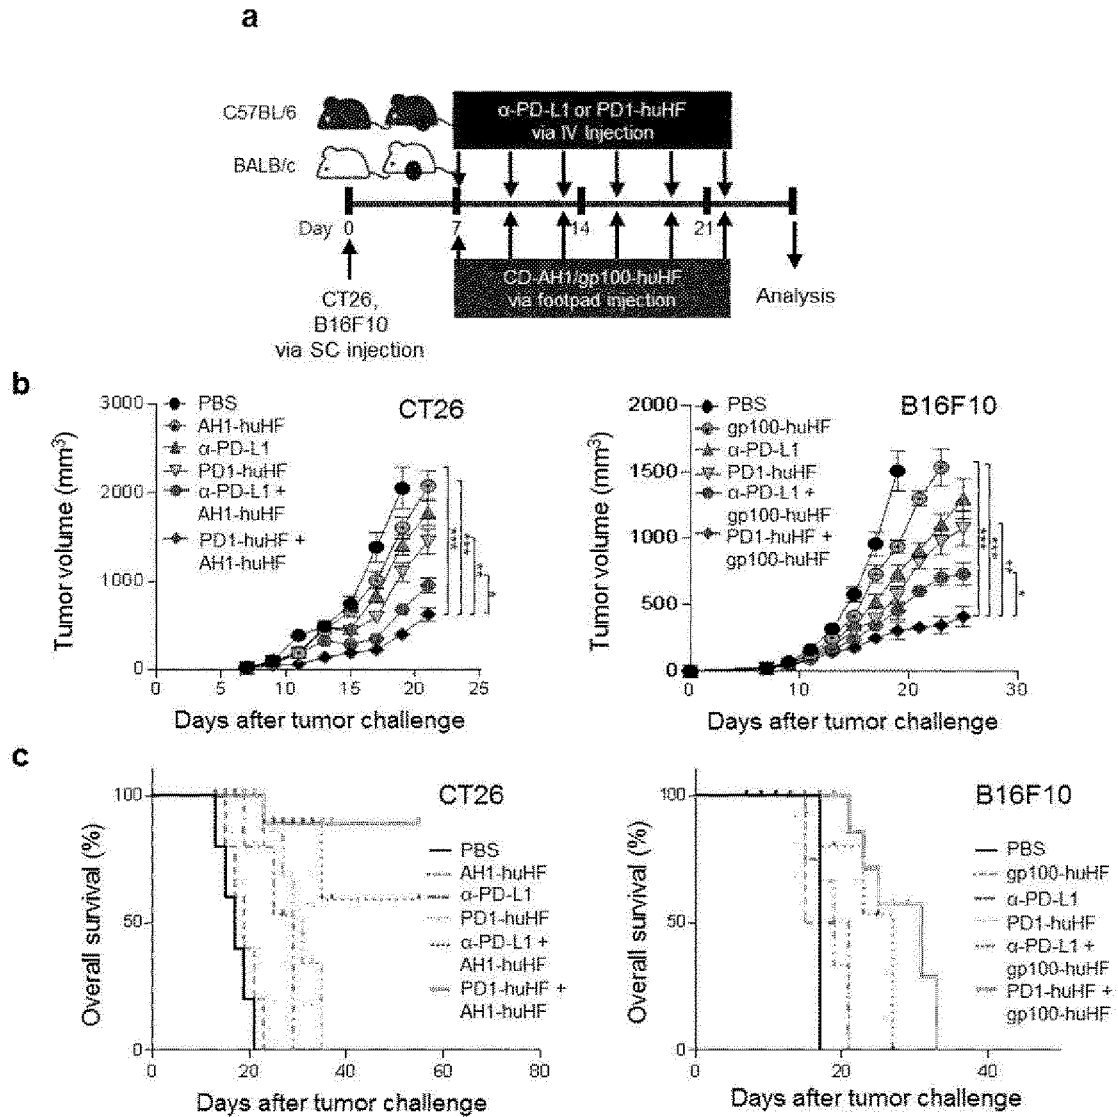 a
C57BL/6
BALB/c
α-PD-L1 or PD1-huHF
via IV Injection
Day 0 7 14 21
CD-AH1/gp100-huHF
via footpad injection
CT26,
B16F10
via SC injection
Analysis
b
CT26
Tumor volume (mm3)
3000
2000
1000
0
PBS
AH1-huHF
α-PD-L1
PD1-huHF
α-PD-L1 +
AH1-huHF
PD1-huHF +
AH1-huHF
***
***
**
*
0 5 10 15 20 25
Days after tumor challenge
B16F10
Tumor volume (mm3)
2000
1500
1000
500
0
PBS
gp100-huHF
α-PD-L1
PD1-huHF
α-PD-L1 +
gp100-huHF
PD1-huHF +
gp100-huHF
***
***
**
*
0 10 20 30
Days after tumor challenge
c
CT26
Overall survival (%)
100
50
0
PBS
AH1-huHF
α-PD-L1
PD1-huHF
α-PD-L1 +
AH1-huHF
PD1-huHF +
AH1-huHF
0 20 40 60 80
Days after tumor challenge
B16F10
Overall survival (%)
100
50
0
PBS
gp100-huHF
α-PD-L1
PD1-huHF
α-PD-L1 +
gp100-huHF
PD1-huHF +
gp100-huHF
0 20 40
Days after tumor challenge